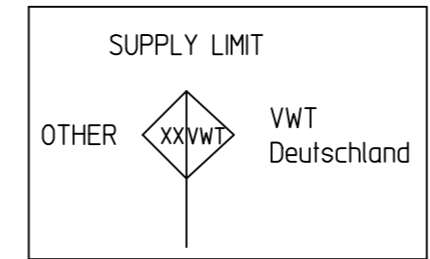 SUPPLY LIMIT
OTHER
XX VWT
VWT
Deutschland